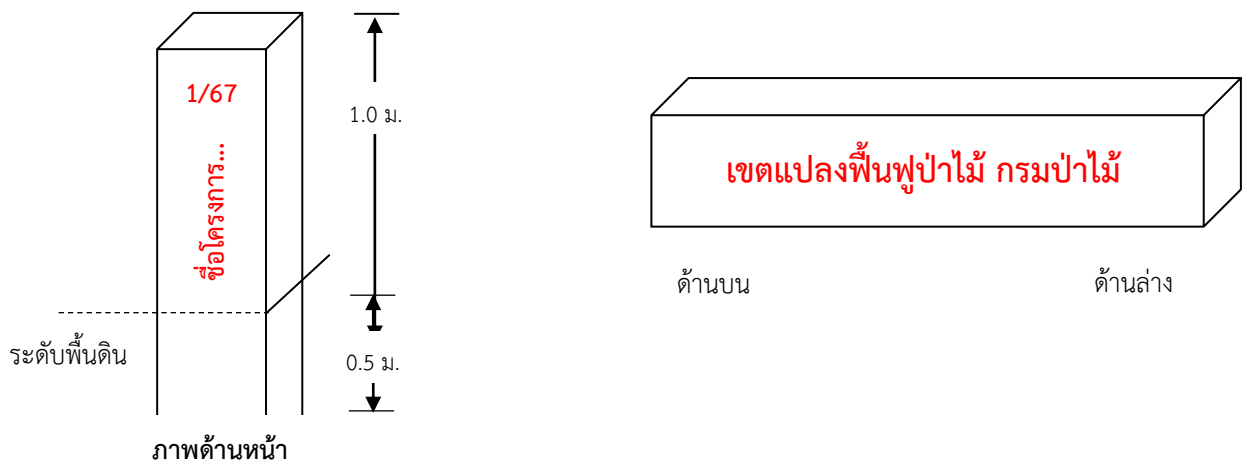 1/67
ชื่อโครงการ...
1.0 ม.
ระดับพื้นดิน
0.5 ม.
ภาพด้านหน้า
เขตแปลงฟื้นฟูป่าไม้ กรมป่าไม้
ด้านบน
ด้านล่าง